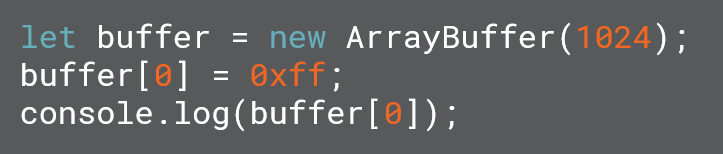 let buffer = new ArrayBuffer(1024);
buffer[0] = 0xff;
console.log(buffer[0]);